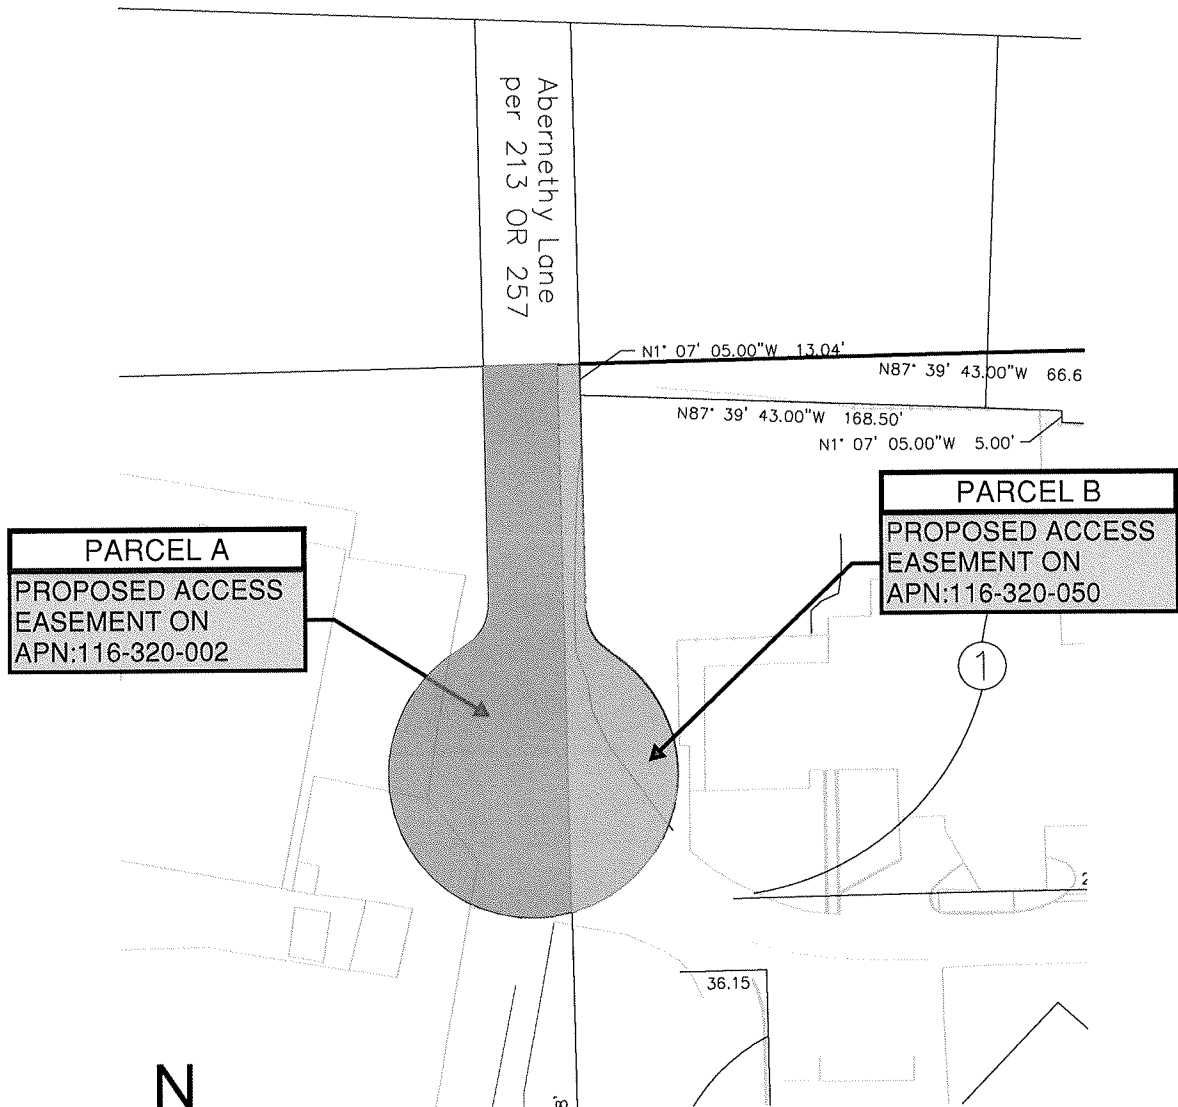 Abernethy Lane
per 213 OR 257
N1° 07' 05.00"W 13.04'
N87° 39' 43.00"W 66.6
N87° 39' 43.00"W 168.50'
N1° 07' 05.00"W 5.00'
PARCEL B
PROPOSED ACCESS
EASEMENT ON
APN:116-320-050
PARCEL A
PROPOSED ACCESS
EASEMENT ON
APN:116-320-002
1
2
36.15
N